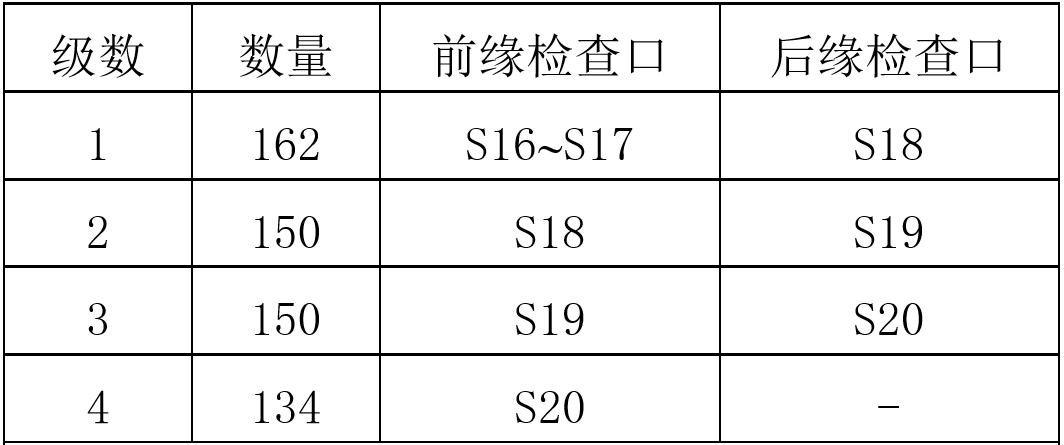 级数 数量 前缘检查口 后缘检查口
1 162 S16~S17 S18
2 150 S18 S19
3 150 S19 S20
4 134 S20 -